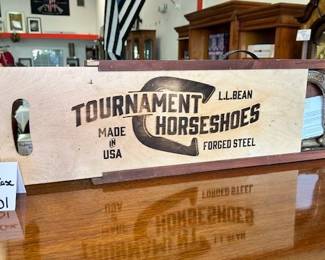 TOURNAMENT
L.L.BEAN
HORSESHOES
MADE
IN
USA
FORGED STEEL